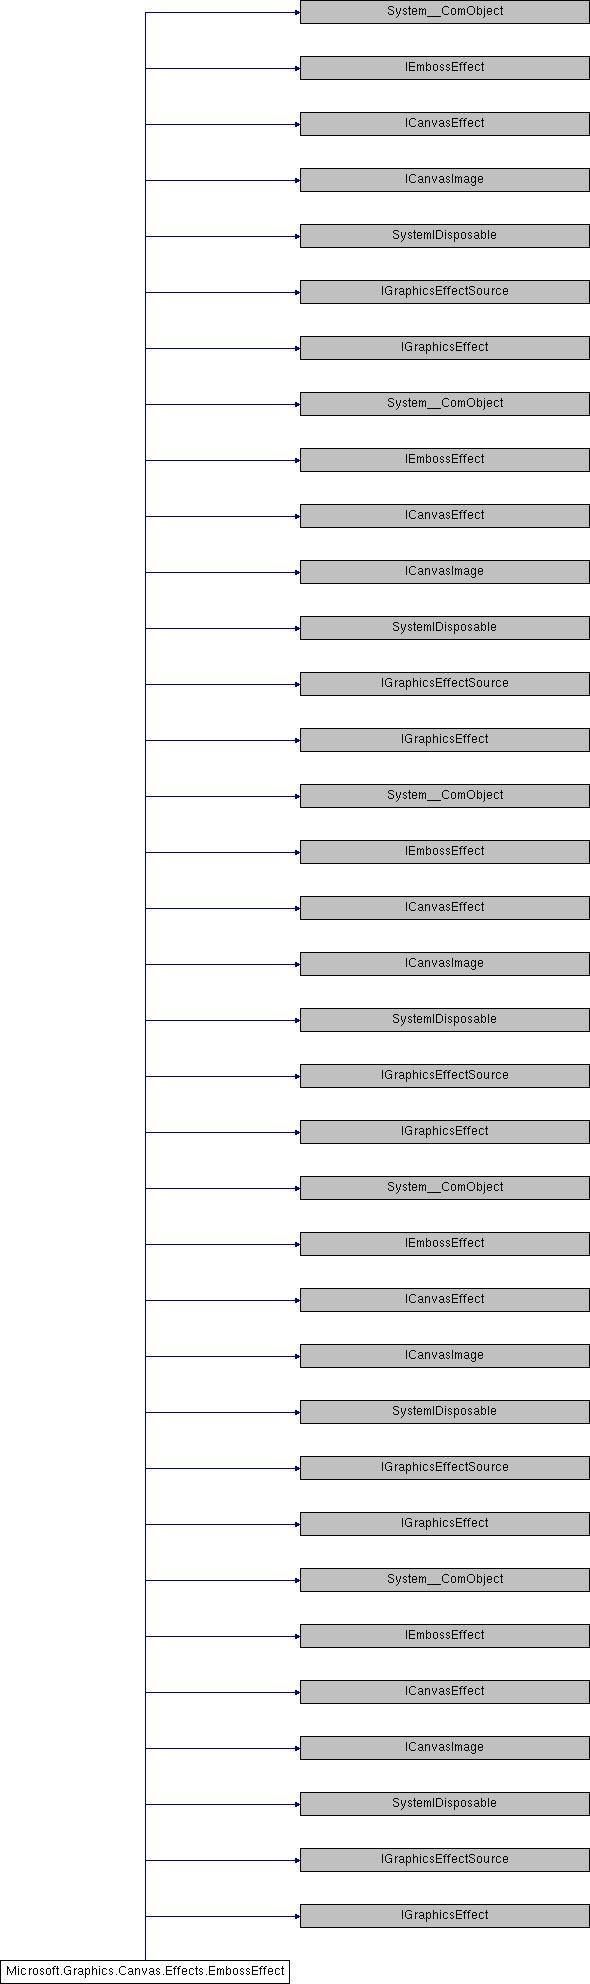 System__ComObject
IEmbossEffect
ICanvasEffect
ICanvasImage
SystemIDisposable
IGraphicsEffectSource
IGraphicsEffect
System__ComObject
IEmbossEffect
ICanvasEffect
ICanvasImage
SystemIDisposable
IGraphicsEffectSource
IGraphicsEffect
System__ComObject
IEmbossEffect
ICanvasEffect
ICanvasImage
SystemIDisposable
IGraphicsEffectSource
IGraphicsEffect
System__ComObject
IEmbossEffect
ICanvasEffect
ICanvasImage
SystemIDisposable
IGraphicsEffectSource
IGraphicsEffect
System__ComObject
IEmbossEffect
ICanvasEffect
ICanvasImage
SystemIDisposable
IGraphicsEffectSource
IGraphicsEffect
Microsoft.Graphics.Canvas.Effects.EmbossEffect